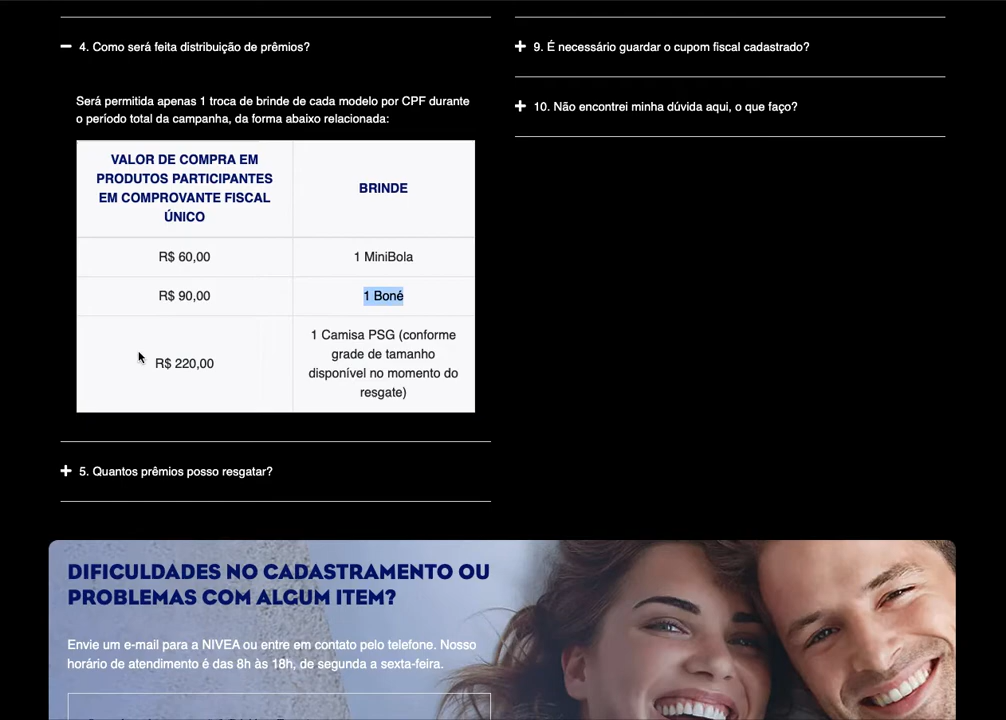 4. Como será feita distribuição de prêmios?
Será permitida apenas 1 troca de brinde de cada modelo por CPF durante
o período total da campanha, da forma abaixo relacionada:
VALOR DE COMPRA EM
PRODUTOS PARTICIPANTES
EM COMPROVANTE FISCAL
ÚNICO
BRINDE
R$ 60,00
1 MiniBola
R$ 90,00
1 Boné
R$ 220,00
1 Camisa PSG (conforme
grade de tamanho
disponível no momento do
resgate)
5. Quantos prêmios posso resgatar?
9. É necessário guardar o cupom fiscal cadastrado?
10. Não encontrei minha dúvida aqui, o que faço?
DIFICULDADES NO CADASTRAMENTO OU
PROBLEMAS COM ALGUM ITEM?
Envie um e-mail para a NIVEA ou entre em contato pelo telefone. Nosso
horário de atendimento é das 8h às 18h, de segunda a sexta-feira.